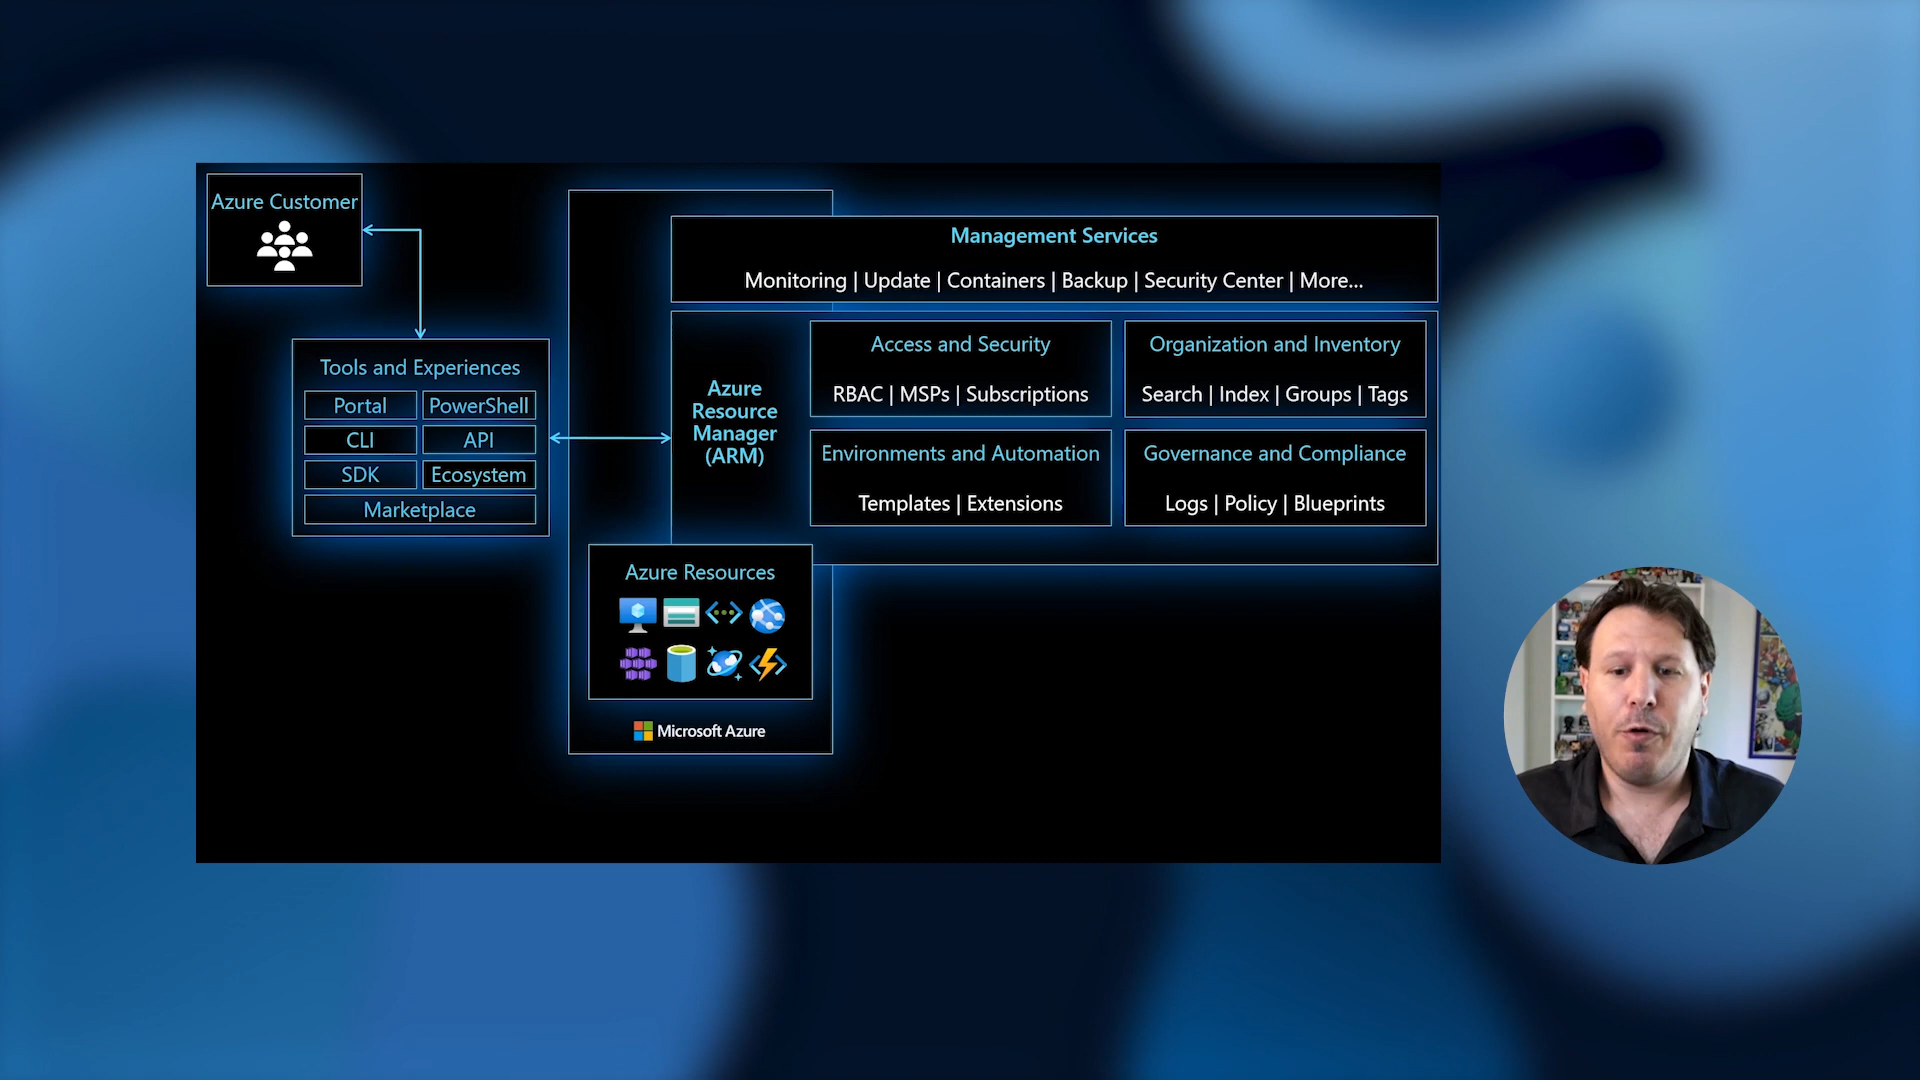 Azure Customer
Tools and Experiences
Portal
PowerShell
CLI
API
SDK
Ecosystem
Marketplace
Management Services
Monitoring | Update | Containers | Backup | Security Center | More...
Azure
Resource
Manager
(ARM)
Access and Security
RBAC | MSPs | Subscriptions
Organization and Inventory
Search | Index | Groups | Tags
Environments and Automation
Templates | Extensions
Governance and Compliance
Logs | Policy | Blueprints
Azure Resources
Microsoft Azure